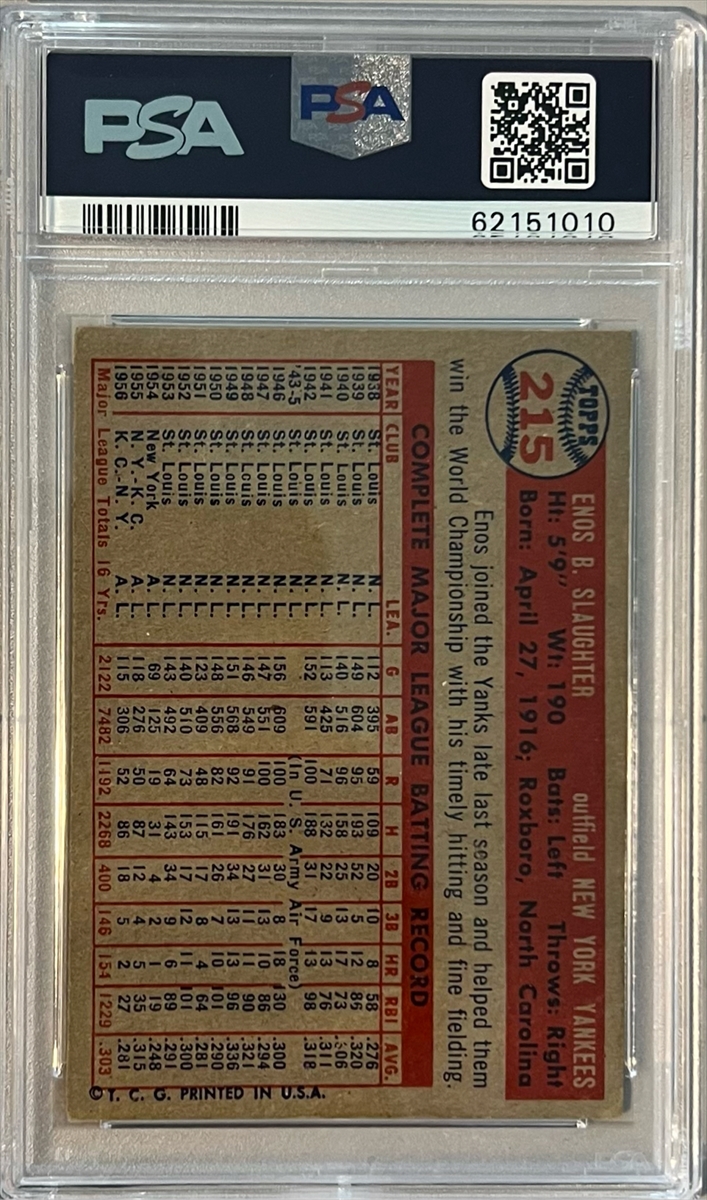 PSA
PSA
62151010
TOPPS
215
ENOS B. SLAUGHTER outfield NEW YORK YANKEES
Ht: 5'9" Wt: 190 Bats: Left Throws: Right
Born: April 27, 1916; Roxboro, North Carolina
Enos joined the Yanks late last season and helped them
win the World Championship with his timely hitting and fine fielding.
COMPLETE MAJOR LEAGUE BATTING RECORD
YEAR CLUB LEA. G AB R H 2B 3B HR RBI AVG.
1938 St. Louis N. L. 112 395 59 109 20 10 8 58 .276
1939 St. Louis N. L. 149 604 95 193 52 5 12 86 .320
1940 St. Louis N. L. 140 516 96 158 25 13 17 73 .306
1941 St. Louis N. L. 113 425 71 132 22 9 13 76 .311
1942 St. Louis N. L. 152 591 100 188 31 17 13 98 .318
'43-5 St. Louis N. L. (In U. S. Army Air Force)
1946 St. Louis N. L. 156 609 100 183 30 8 18 130 .300
1947 St. Louis N. L. 147 551 100 162 31 13 10 86 .294
1948 St. Louis N. L. 146 549 91 176 27 11 11 90 .321
1949 St. Louis N. L. 151 568 92 191 34 13 13 96 .336
1950 St. Louis N. L. 148 556 82 161 26 7 10 101 .290
1951 St. Louis N. L. 123 409 48 115 17 8 4 64 .281
1952 St. Louis N. L. 140 510 73 153 17 12 11 101 .300
1953 St. Louis N. L. 143 492 64 143 34 9 6 89 .291
1954 New York A. L. 69 125 19 31 4 2 1 19 .248
1955 N. Y.-K. C. A. L. 118 276 50 87 12 4 5 35 .315
1956 K. C.-N. Y. A. L. 115 306 52 86 18 5 2 27 .281
Major League Totals 16 Yrs. 2122 7482 1192 2268 400 146 154 1229 .303
© T. C. G. PRINTED IN U.S.A.